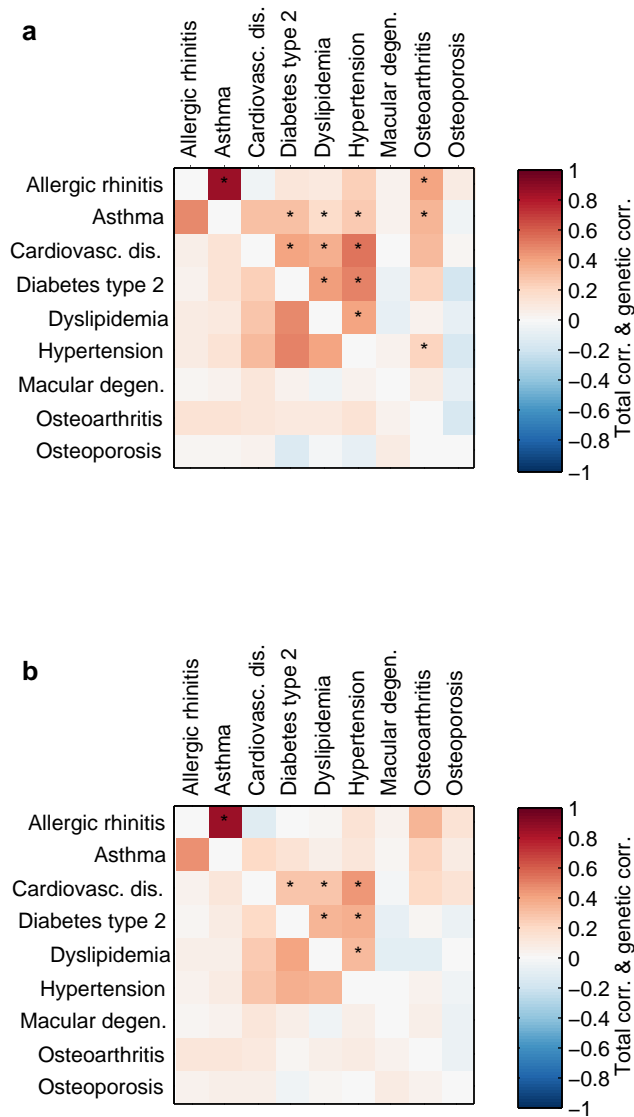 a
Allergic rhinitis
Asthma
Cardiovasc. dis.
Diabetes type 2
Dyslipidemia
Hypertension
Macular degen.
Osteoarthritis
Osteoporosis
Allergic rhinitis * *
Asthma * * * *
Cardiovasc. dis. * * *
Diabetes type 2 * *
Dyslipidemia *
Hypertension *
Macular degen.
Osteoarthritis
Osteoporosis
1
0.8
0.6
0.4
0.2
0
−0.2
−0.4
−0.6
−0.8
−1
Total corr. & genetic corr.
b
Allergic rhinitis
Asthma
Cardiovasc. dis.
Diabetes type 2
Dyslipidemia
Hypertension
Macular degen.
Osteoarthritis
Osteoporosis
Allergic rhinitis *
Asthma
Cardiovasc. dis. * * *
Diabetes type 2 * *
Dyslipidemia *
Hypertension
Macular degen.
Osteoarthritis
Osteoporosis
1
0.8
0.6
0.4
0.2
0
−0.2
−0.4
−0.6
−0.8
−1
Total corr. & genetic corr.